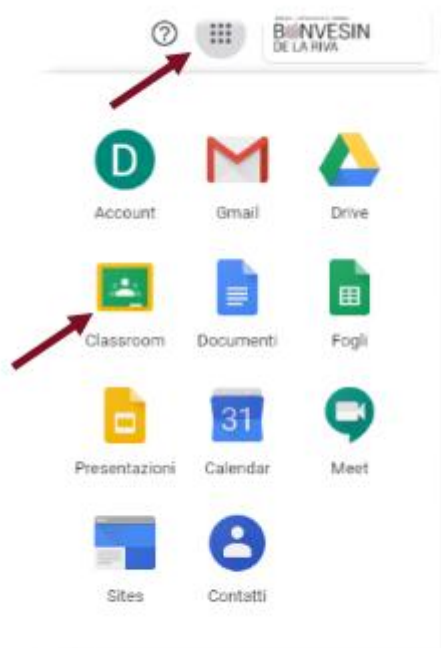 BONVESIN
DE LA RIVA
D
Account Gmail Drive
Classroom Documenti Fogli
31
Presentazioni Calendar Meet
Sites Contatti